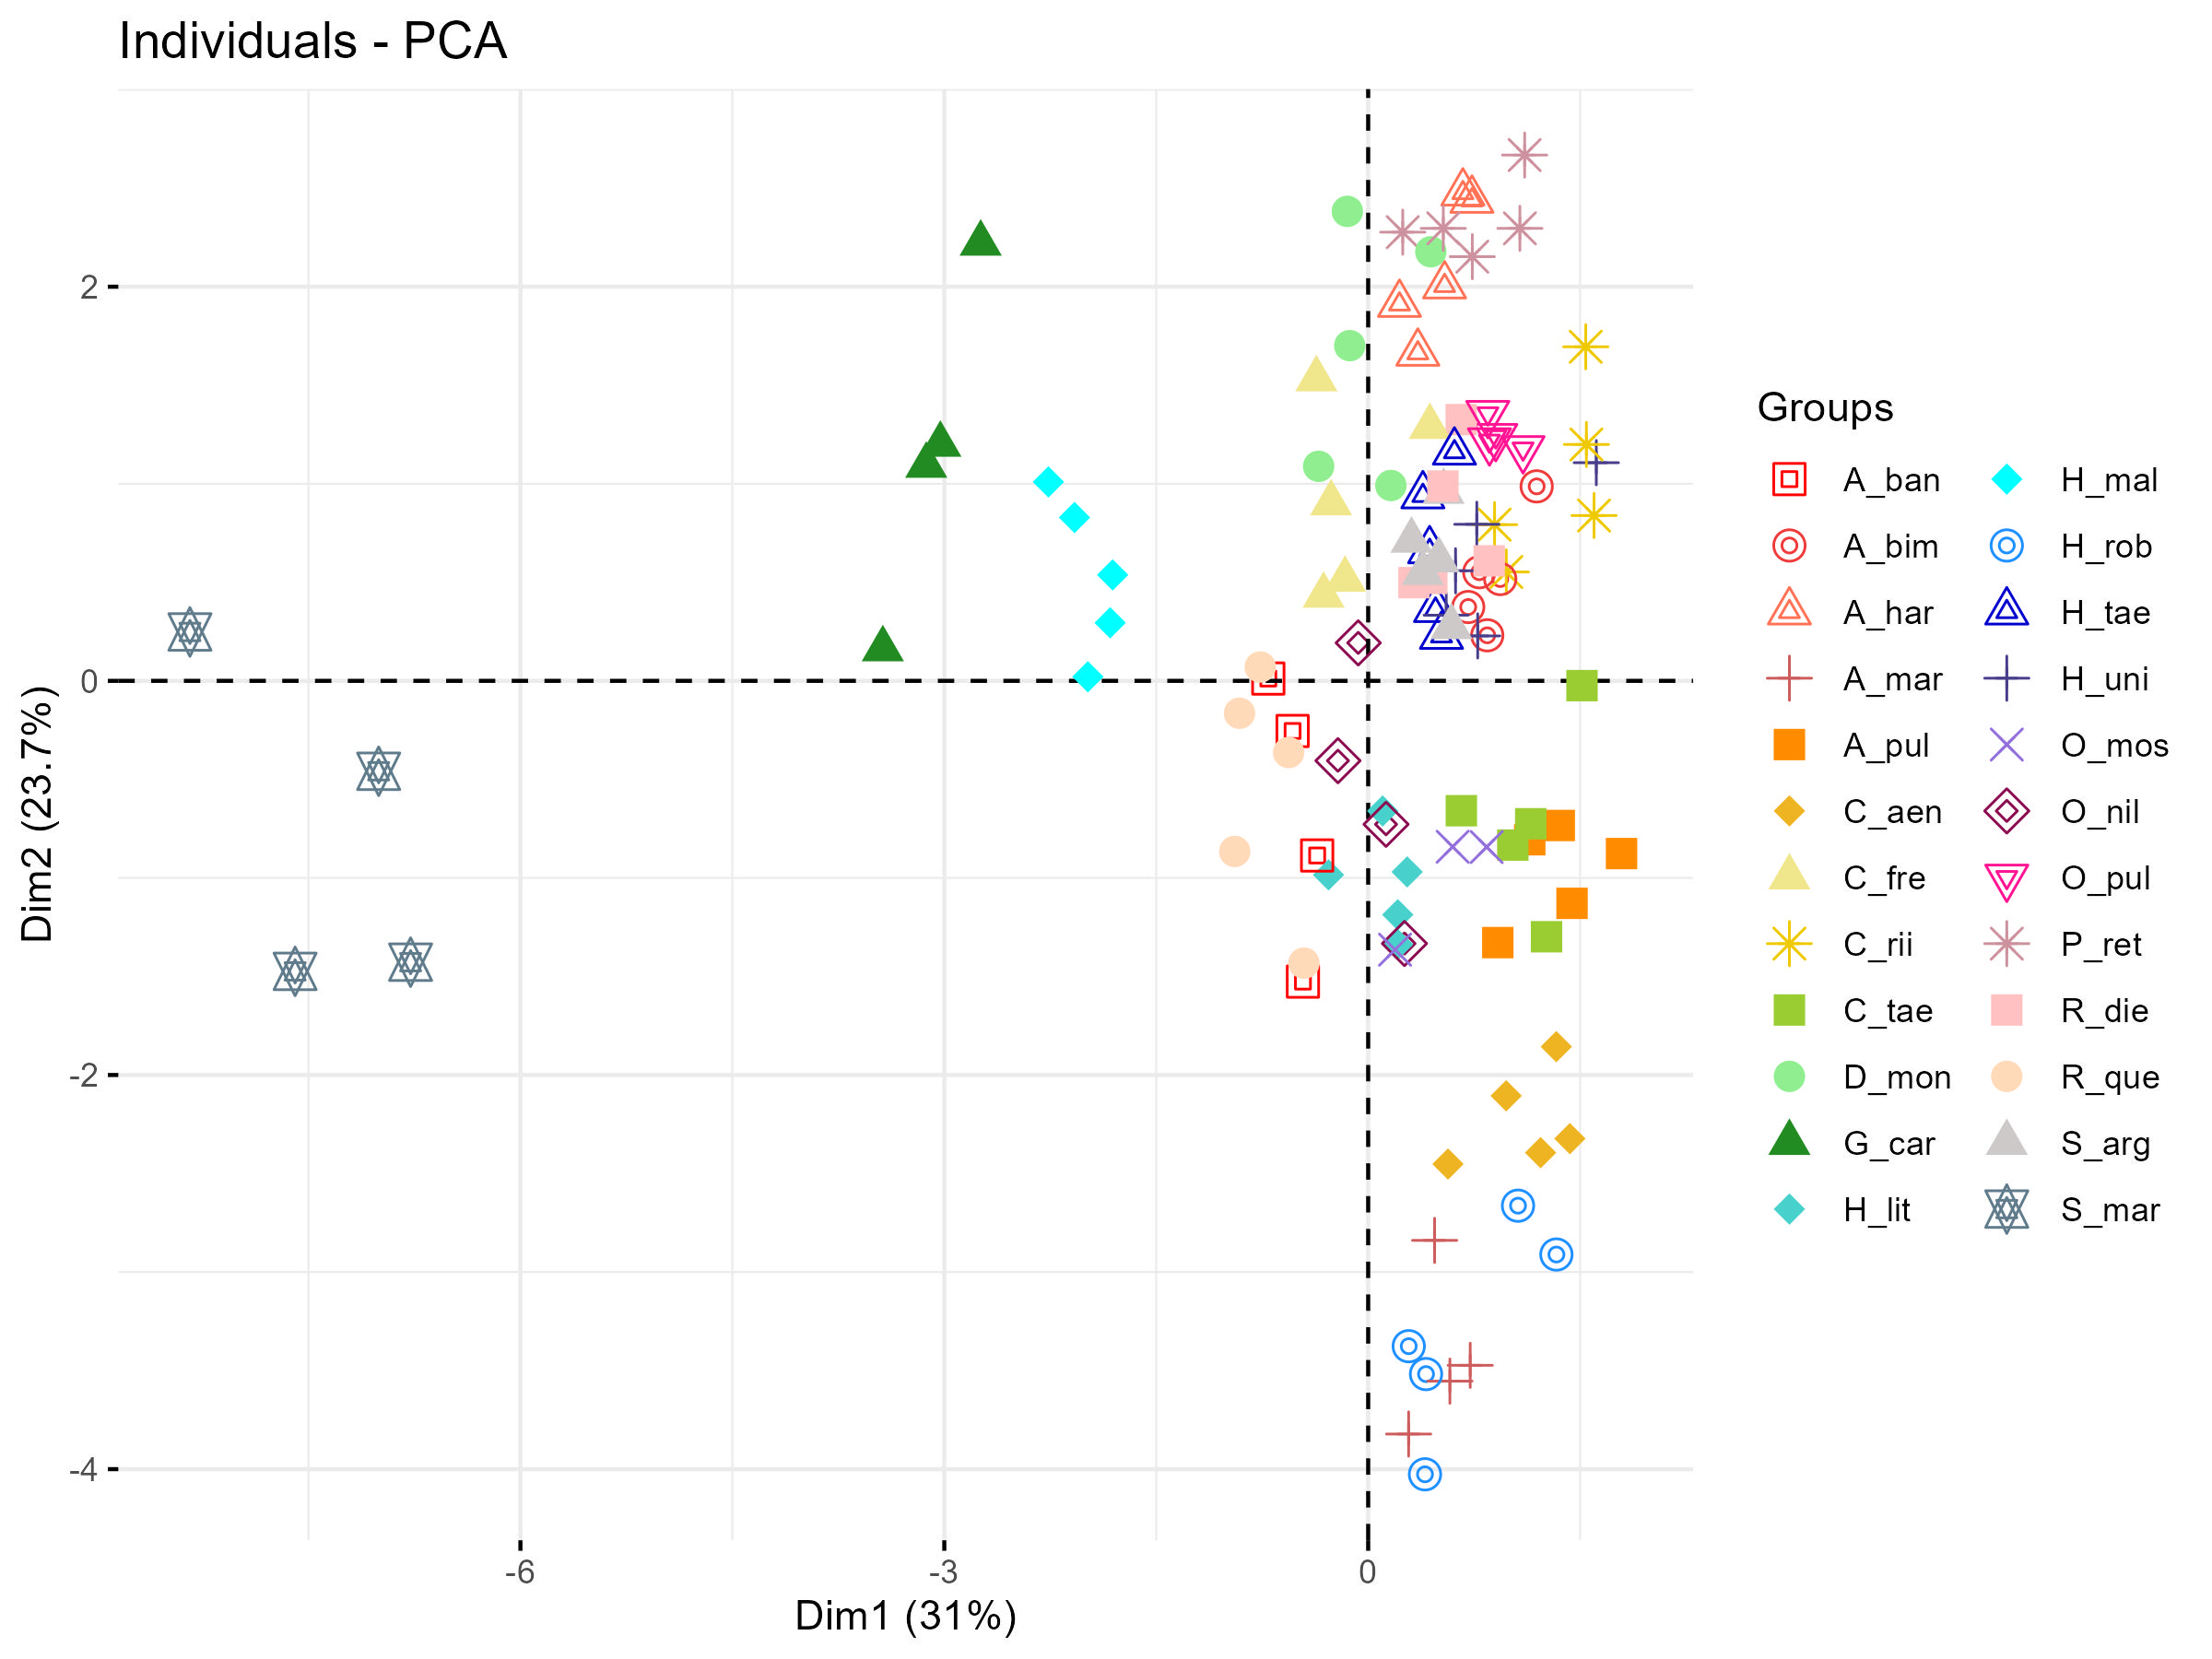 Individuals - PCA
2
0
-2
-4
Dim2 (23.7%)
-6
-3
0
Dim1 (31%)
Groups
A_ban
A_bim
A_har
A_mar
A_pul
C_aen
C_fre
C_rii
C_tae
D_mon
G_car
H_lit
H_mal
H_rob
H_tae
H_uni
O_mos
O_nil
O_pul
P_ret
R_die
R_que
S_arg
S_mar